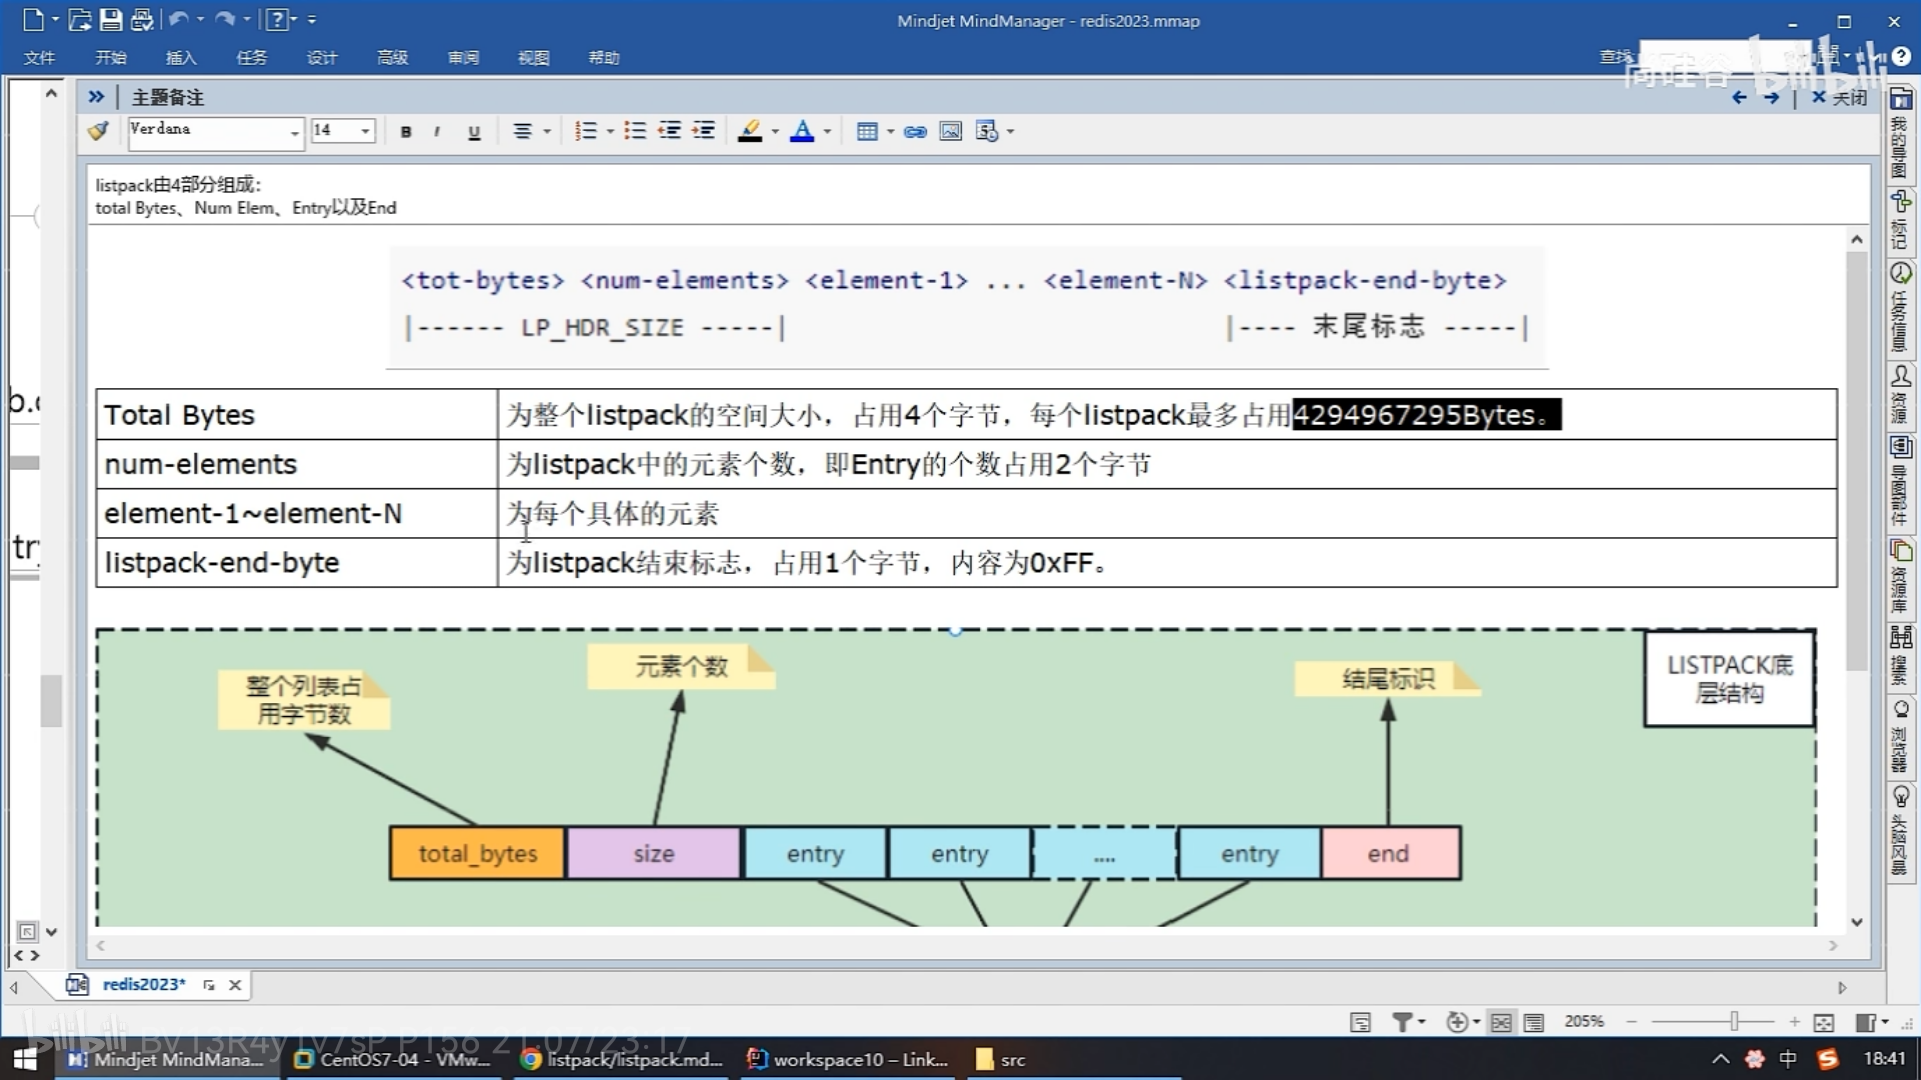 Mindjet MindManager - redis2023.mmap
文件 开始 插入 任务 设计 高级 审阅 视图 帮助 查找
尚硅谷 bilibili
主题备注 关闭
Verdana 14 B I U
listpack由4部分组成:
total Bytes、Num Elem、Entry以及End
<tot-bytes> <num-elements> <element-1> ... <element-N> <listpack-end-byte>
|------ LP_HDR_SIZE -----| |---- 末尾标志 -----|
Total Bytes 为整个listpack的空间大小，占用4个字节，每个listpack最多占用4294967295Bytes。
num-elements 为listpack中的元素个数，即Entry的个数占用2个字节
element-1~element-N 为每个具体的元素
listpack-end-byte 为listpack结束标志，占用1个字节，内容为0xFF。
整个列表占
用字节数
元素个数
结尾标识
LISTPACK底
层结构
total_bytes size entry entry .... entry end
我的导图
标记
任务信息
资源
导图部件
资源库
搜索
浏览器
头脑风暴
redis2023*
205%
bilibili
Mindjet MindMana... CentOS7-04 - VMw... listpack/listpack.md... workspace10 – Link... src 中 18:41